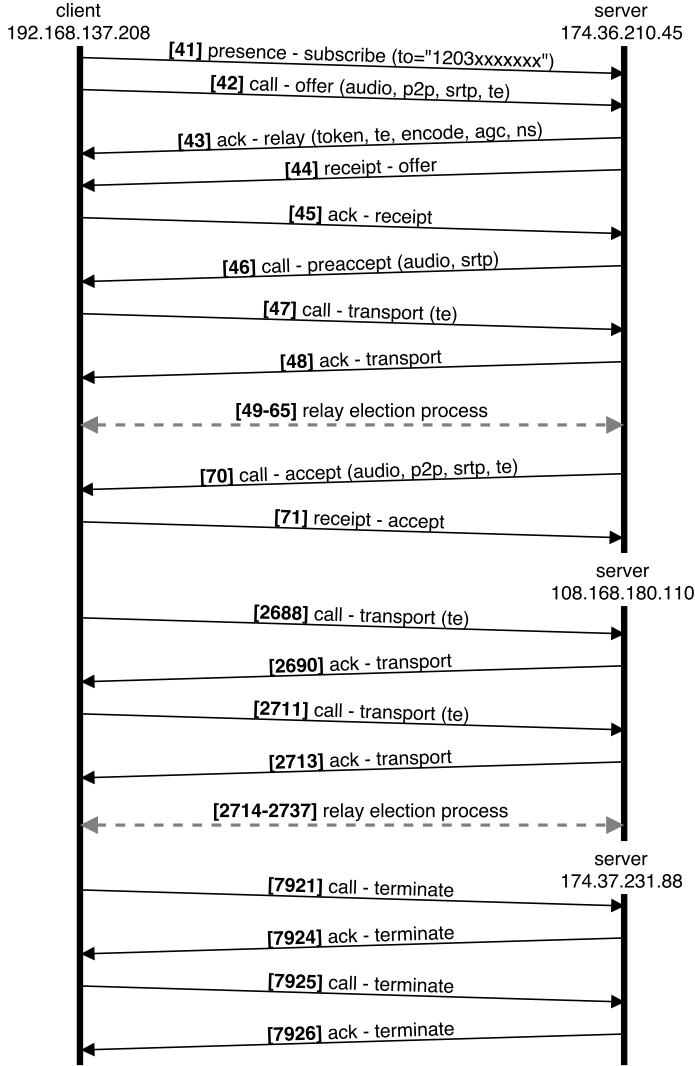 client
192.168.137.208
server
174.36.210.45
[41] presence - subscribe (to="1203xxxxxxx")
[42] call - offer (audio, p2p, srtp, te)
[43] ack - relay (token, te, encode, agc, ns)
[44] receipt - offer
[45] ack - receipt
[46] call - preaccept (audio, srtp)
[47] call - transport (te)
[48] ack - transport
[49-65] relay election process
[70] call - accept (audio, p2p, srtp, te)
[71] receipt - accept
server
108.168.180.110
[2688] call - transport (te)
[2690] ack - transport
[2711] call - transport (te)
[2713] ack - transport
[2714-2737] relay election process
server
174.37.231.88
[7921] call - terminate
[7924] ack - terminate
[7925] call - terminate
[7926] ack - terminate